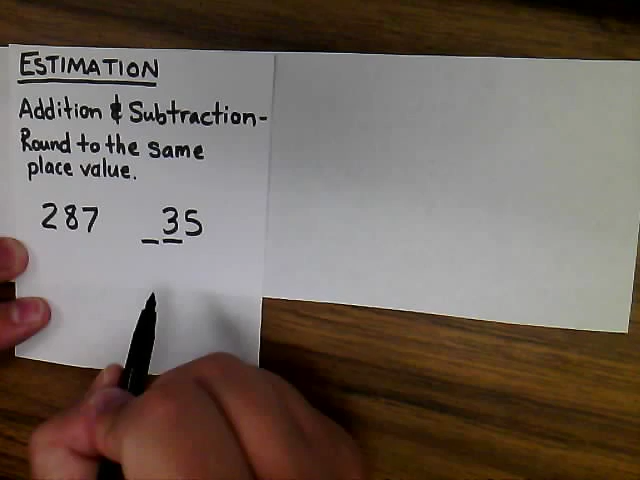 ESTIMATION
Addition & Subtraction-
Round to the same
place value.
287 _35